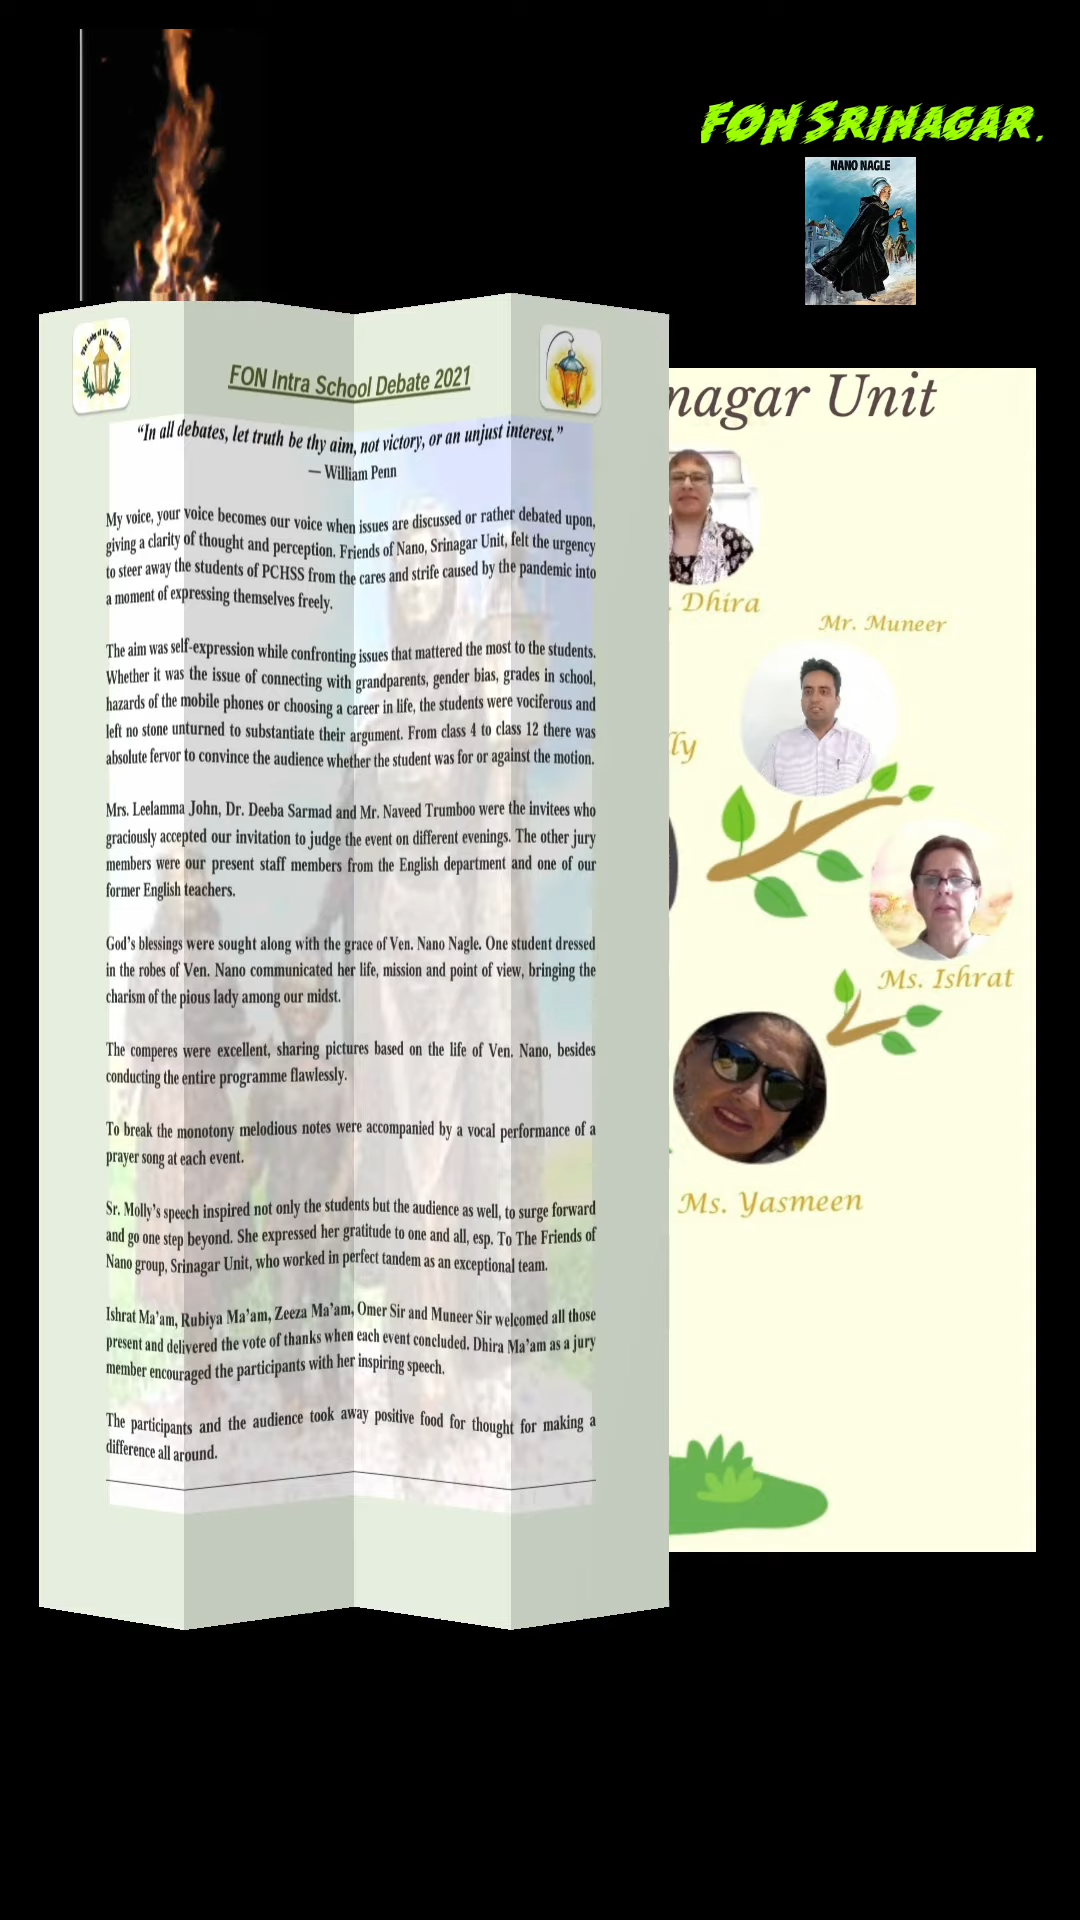 FON SRINAGAR.
NANO NAGLE
The Lady of the Lantern
FON Intra School Debate 2021
“In all debates, let truth be thy aim, not victory, or an unjust interest.”
— William Penn
My voice, your voice becomes our voice when issues are discussed or rather debated upon,
giving a clarity of thought and perception. Friends of Nano, Srinagar Unit, felt the urgency
to steer away the students of PCHSS from the cares and strife caused by the pandemic into
a moment of expressing themselves freely.
The aim was self-expression while confronting issues that mattered the most to the students.
Whether it was the issue of connecting with grandparents, gender bias, grades in school,
hazards of the mobile phones or choosing a career in life, the students were vociferous and
left no stone unturned to substantiate their argument. From class 4 to class 12 there was
absolute fervor to convince the audience whether the student was for or against the motion.
Mrs. Leelamma John, Dr. Deeba Sarmad and Mr. Naveed Trumboo were the invitees who
graciously accepted our invitation to judge the event on different evenings. The other jury
members were our present staff members from the English department and one of our
former English teachers.
God’s blessings were sought along with the grace of Ven. Nano Nagle. One student dressed
in the robes of Ven. Nano communicated her life, mission and point of view, bringing the
charism of the pious lady among our midst.
The comperes were excellent, sharing pictures based on the life of Ven. Nano, besides
conducting the entire programme flawlessly.
To break the monotony melodious notes were accompanied by a vocal performance of a
prayer song at each event.
Sr. Molly’s speech inspired not only the students but the audience as well, to surge forward
and go one step beyond. She expressed her gratitude to one and all, esp. To The Friends of
Nano group, Srinagar Unit, who worked in perfect tandem as an exceptional team.
Ishrat Ma’am, Rubiya Ma’am, Zeeza Ma’am, Omer Sir and Muneer Sir welcomed all those
present and delivered the vote of thanks when each event concluded. Dhira Ma’am as a jury
member encouraged the participants with her inspiring speech.
The participants and the audience took away positive food for thought for making a
difference all around.
nagar Unit
. Dhira
Mr. Muneer
lly
Ms. Ishrat
Ms. Yasmeen